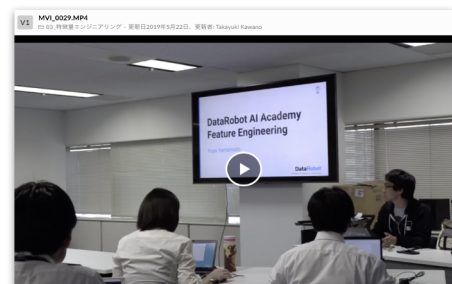 V1
MVI_0029.MP4
03_特徴量エンジニアリング - 更新日2019年5月22日、更新者: Takayuki Kawano
DataRobot AI Academy
Feature Engineering
DataRobot